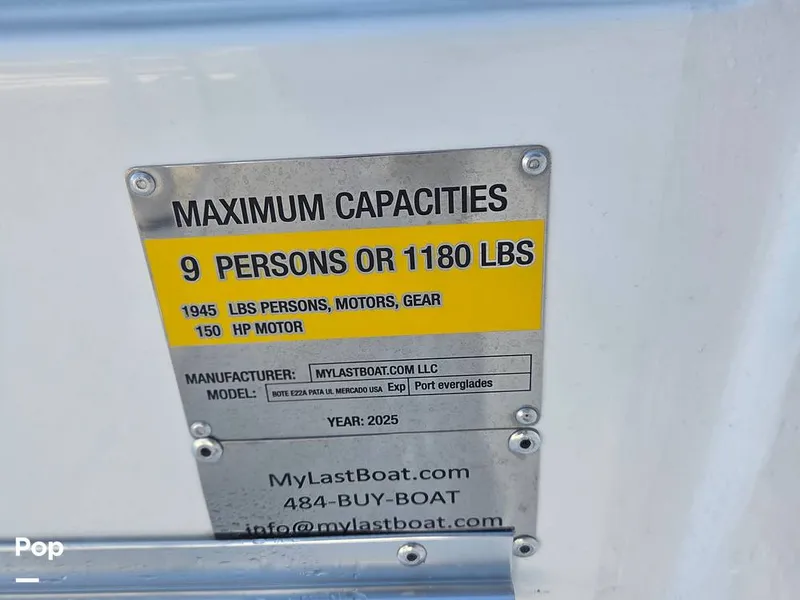 MAXIMUM CAPACITIES
9 PERSONS OR 1180 LBS
1945 LBS PERSONS, MOTORS, GEAR
150 HP MOTOR
MANUFACTURER: MYLASTBOAT.COM LLC
MODEL: BOTE E22A PATA UL MERCADO USA Exp Port everglades
YEAR: 2025
MyLastBoat.com
484-BUY-BOAT
info@mylastboat.com
Pop